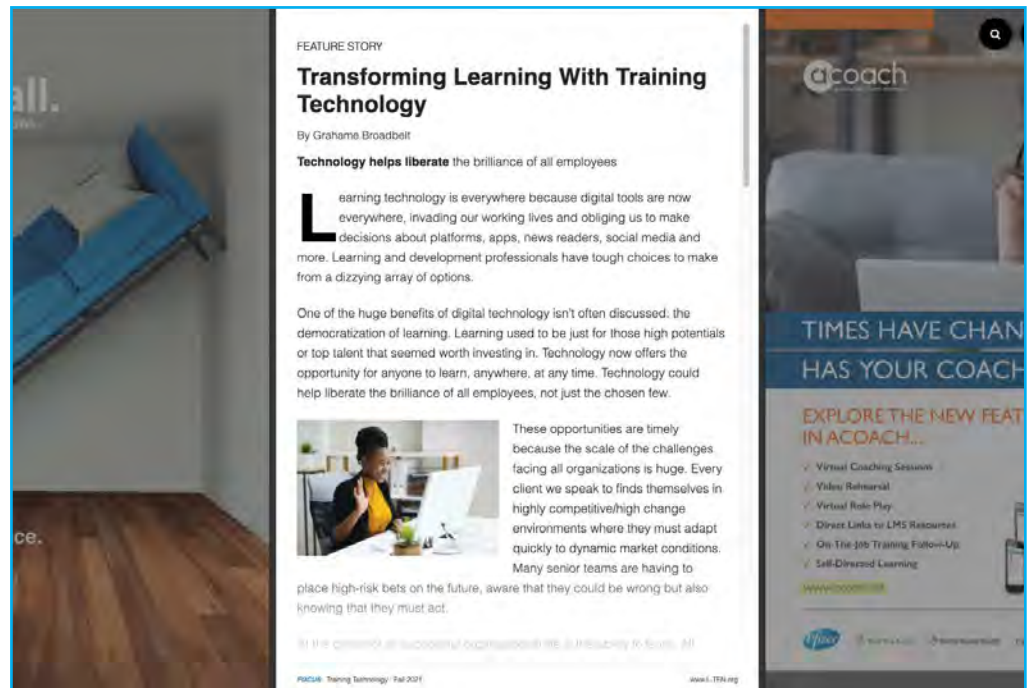 all.
ce.
FEATURE STORY
Transforming Learning With Training
Technology
By Grahame Broadbelt
Technology helps liberate the brilliance of all employees
Learning technology is everywhere because digital tools are now
everywhere, invading our working lives and obliging us to make
decisions about platforms, apps, news readers, social media and
more. Learning and development professionals have tough choices to make
from a dizzying array of options.
One of the huge benefits of digital technology isn't often discussed: the
democratization of learning. Learning used to be just for those high potentials
or top talent that seemed worth investing in. Technology now offers the
opportunity for anyone to learn, anywhere, at any time. Technology could
help liberate the brilliance of all employees, not just the chosen few.
These opportunities are timely
because the scale of the challenges
facing all organizations is huge. Every
client we speak to finds themselves in
highly competitive/high change
environments where they must adapt
quickly to dynamic market conditions.
Many senior teams are having to
place high-risk bets on the future, aware that they could be wrong but also
knowing that they must act.
FOCUS Training Technology Fall 2021
www.L-TEN.org
acoach
TIMES HAVE CHAN
HAS YOUR COACH
EXPLORE THE NEW FEAT
IN ACOACH...
✓ Virtual Coaching Sessions
✓ Video Rehearsal
✓ Virtual Role Play
✓ Direct Links to LMS Resources
✓ On-The-Job Training Follow-Up
✓ Self-Directed Learning
Pfizer